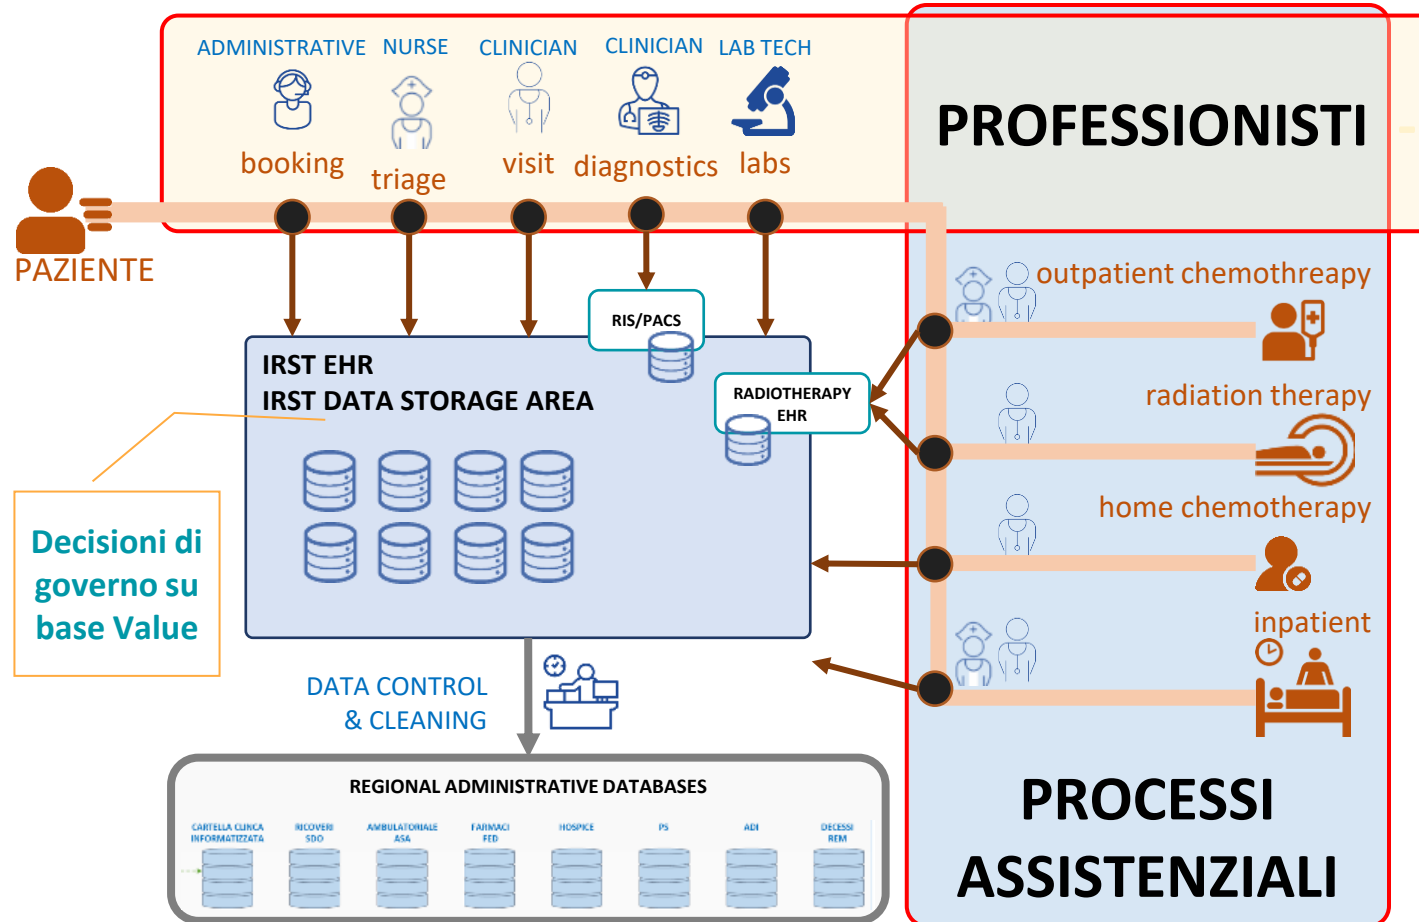 ADMINISTRATIVE
NURSE
CLINICIAN
CLINICIAN
LAB TECH
booking
triage
visit
diagnostics
labs
PROFESSIONISTI
PAZIENTE
outpatient chemothreapy
RIS/PACS
IRST EHR
IRST DATA STORAGE AREA
RADIOTHERAPY
EHR
radiation therapy
home chemotherapy
Decisioni di
governo su
base Value
inpatient
DATA CONTROL
& CLEANING
REGIONAL ADMINISTRATIVE DATABASES
CARTELLA CLINCA
INFORMATIZZATA
RICOVERI
SDO
AMBULATORIALE
ASA
FARMACI
FED
HOSPICE
PS
ADI
DECESSI
REM
PROCESSI
ASSISTENZIALI